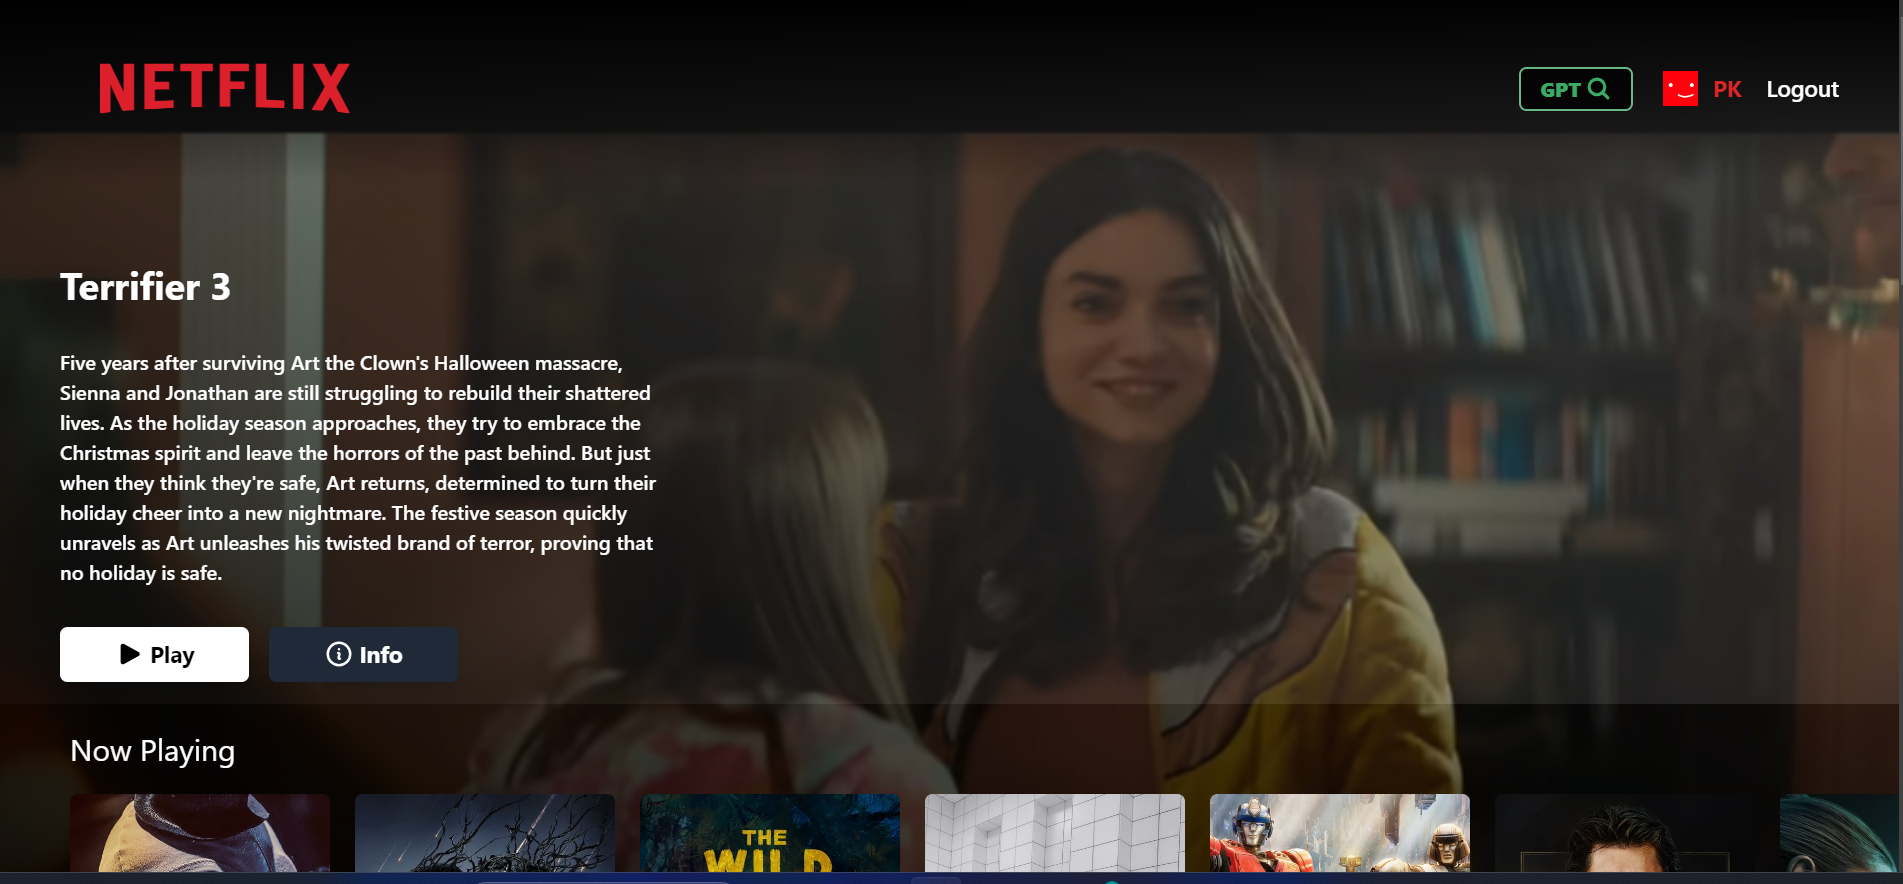 NETFLIX
GPT
PK
Logout
Terrifier 3
Five years after surviving Art the Clown's Halloween massacre,
Sienna and Jonathan are still struggling to rebuild their shattered
lives. As the holiday season approaches, they try to embrace the
Christmas spirit and leave the horrors of the past behind. But just
when they think they're safe, Art returns, determined to turn their
holiday cheer into a new nightmare. The festive season quickly
unravels as Art unleashes his twisted brand of terror, proving that
no holiday is safe.
Play
Info
Now Playing
THE
WILD